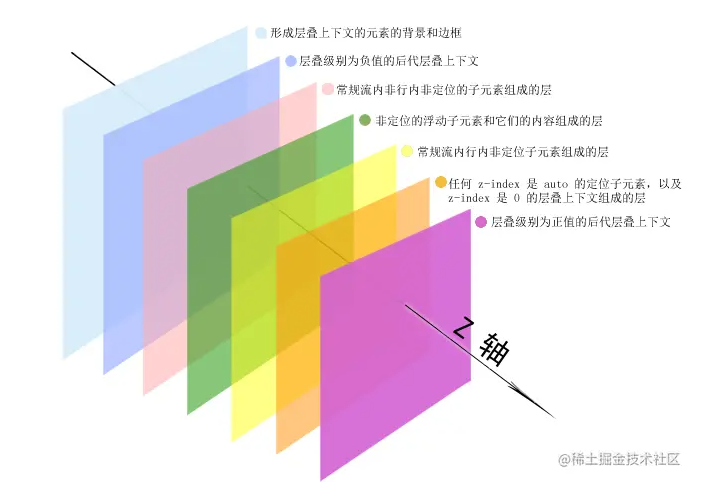 形成层叠上下文的元素的背景和边框
层叠级别为负值的后代层叠上下文
常规流内非行内非定位的子元素组成的层
非定位的浮动子元素和它们的内容组成的层
常规流内行内非定位子元素组成的层
任何 z-index 是 auto 的定位子元素，以及
z-index 是 0 的层叠上下文组成的层
层叠级别为正值的后代层叠上下文
Z 轴
@稀土掘金技术社区